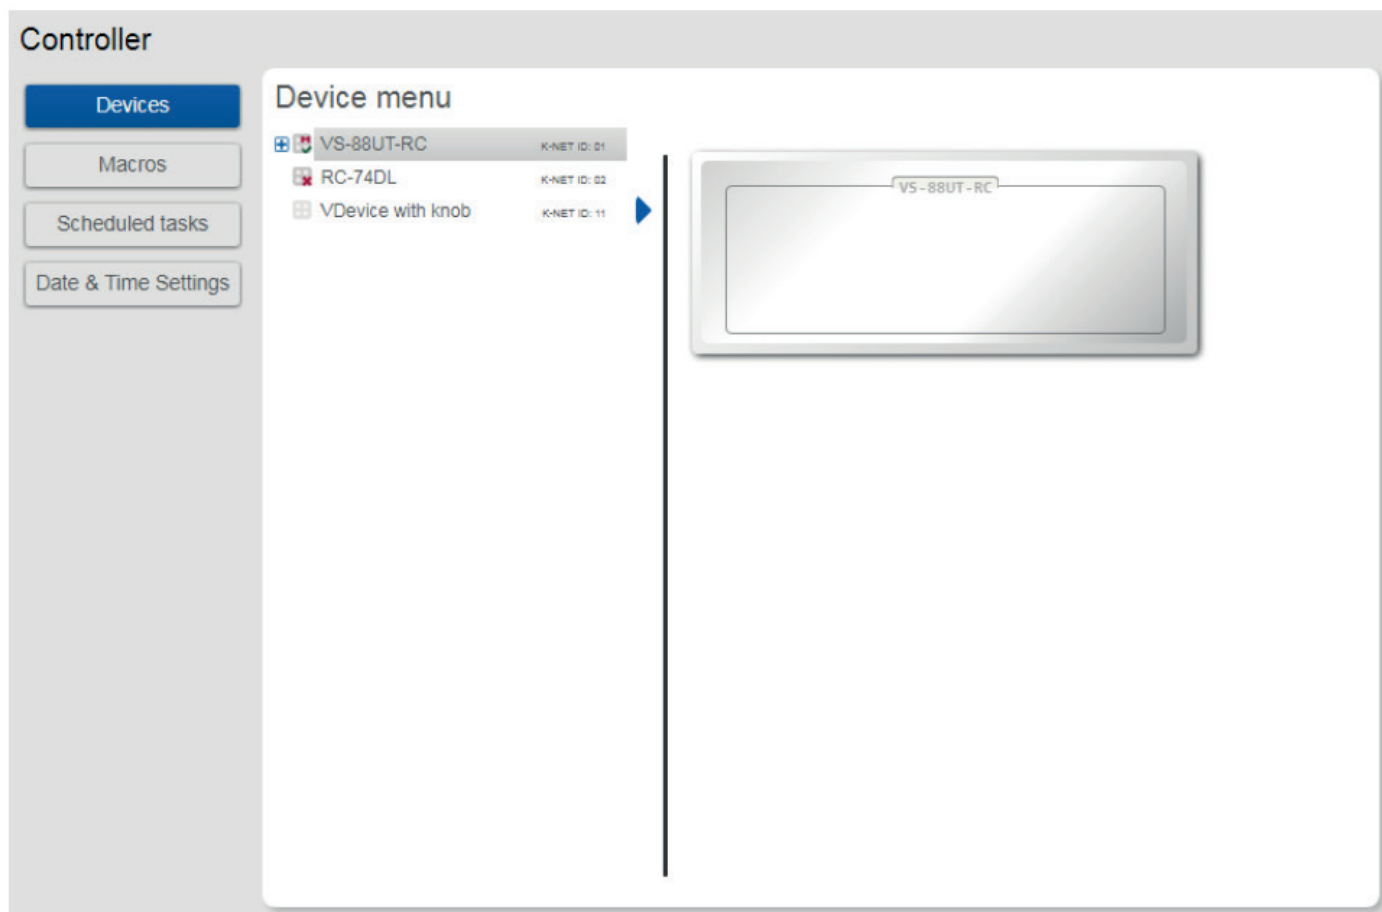 Controller
Devices
Macros
Scheduled tasks
Date & Time Settings
Device menu
VS-88UT-RC K-NET ID: 01
RC-74DL K-NET ID: 02
VDevice with knob K-NET ID: 11
VS-88UT-RC